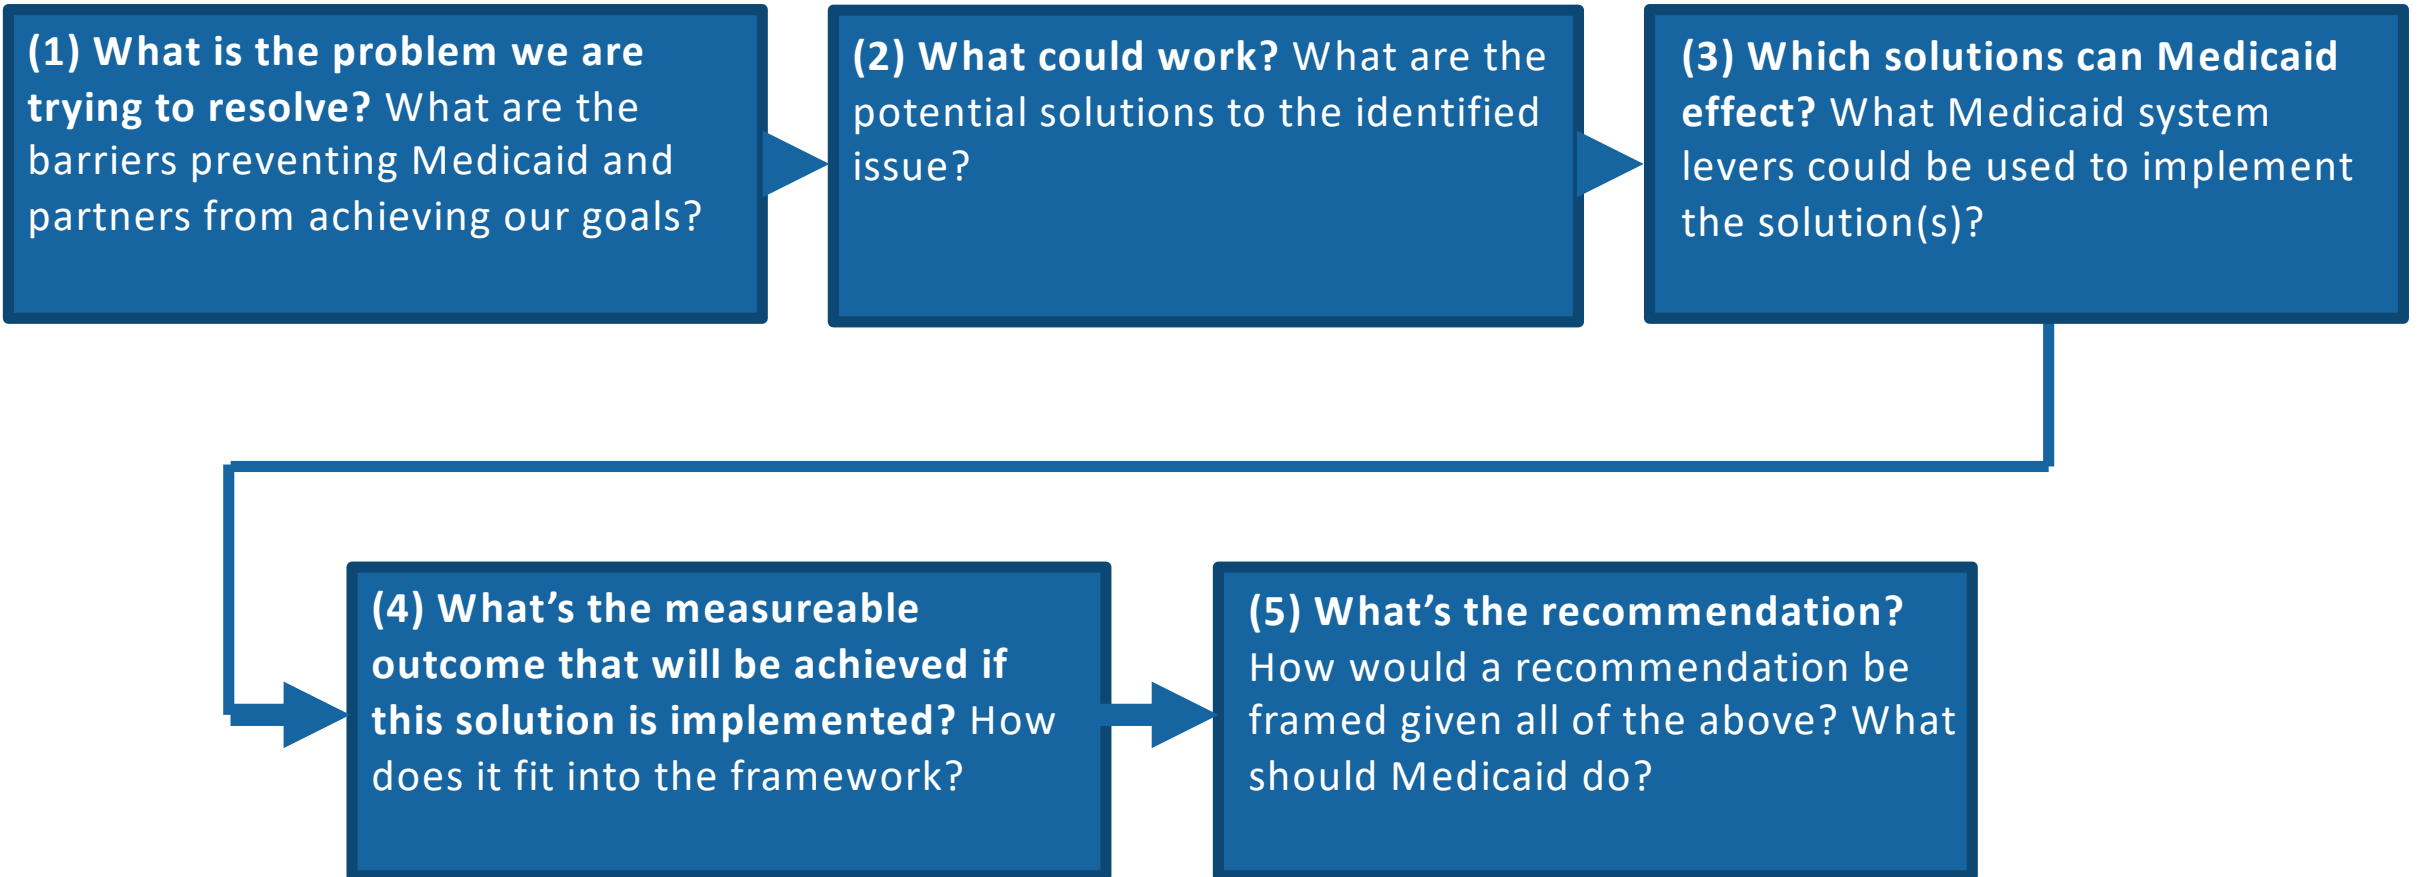 (1) What is the problem we are
trying to resolve? What are the
barriers preventing Medicaid and
partners from achieving our goals?
(2) What could work? What are the
potential solutions to the identified
issue?
(3) Which solutions can Medicaid
effect? What Medicaid system
levers could be used to implement
the solution(s)?
(4) What’s the measureable
outcome that will be achieved if
this solution is implemented? How
does it fit into the framework?
(5) What’s the recommendation?
How would a recommendation be
framed given all of the above? What
should Medicaid do?